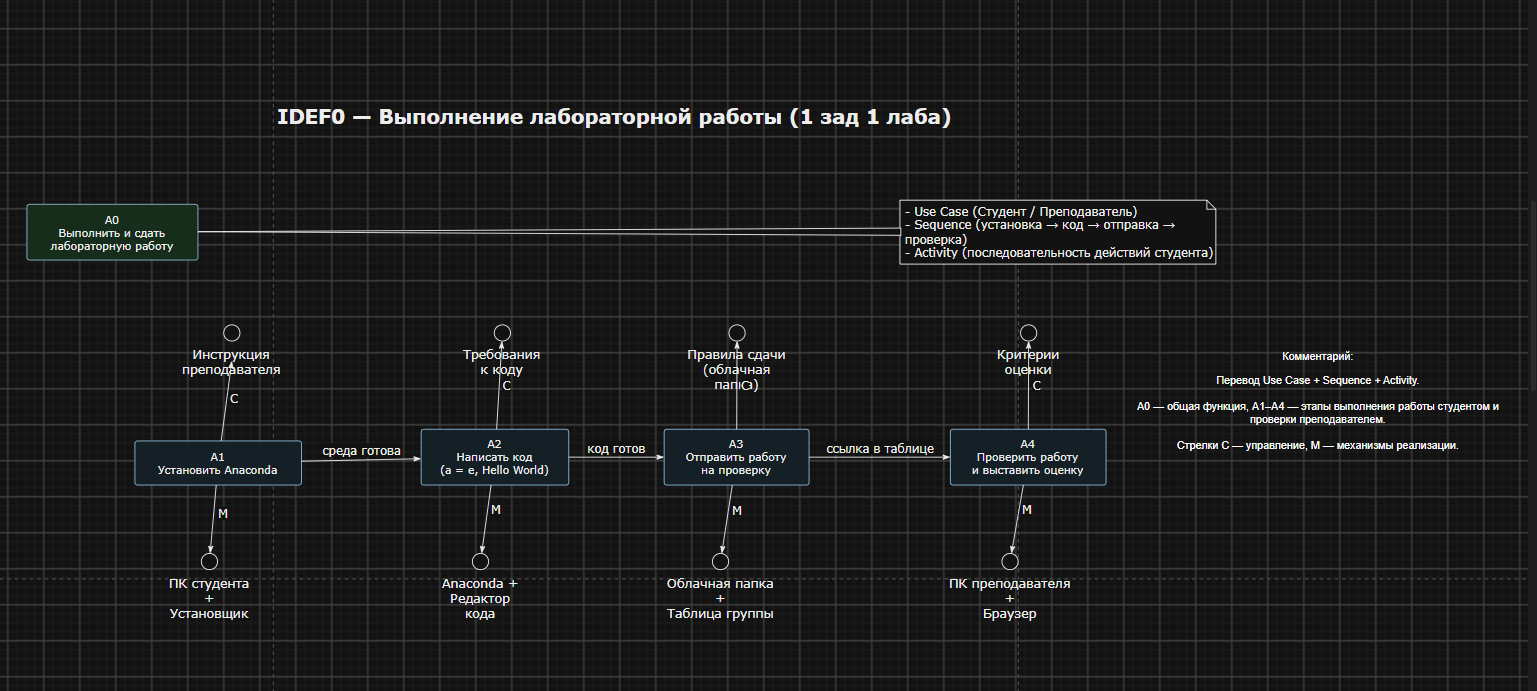 IDEF0 — Выполнение лабораторной работы (1 зад 1 лаба)
A0
Выполнить и сдать
лабораторную работу
- Use Case (Студент / Преподаватель)
- Sequence (установка → код → отправка →
проверка)
- Activity (последовательность действий студента)
Инструкция
преподавателя
C
Требования
к коду
C
Правила сдачи
(облачная
папка)
C
Критерии
оценки
C
Комментарий:
Перевод Use Case + Sequence + Activity.
A0 — общая функция, A1–A4 — этапы выполнения работы студентом и
проверки преподавателем.
Стрелки C — управление, M — механизмы реализации.
A1
Установить Anaconda
среда готова
A2
Написать код
(a = e, Hello World)
код готов
A3
Отправить работу
на проверку
ссылка в таблице
A4
Проверить работу
и выставить оценку
M
M
M
M
ПК студента
+
Установщик
Anaconda +
Редактор
кода
Облачная папка
+
Таблица группы
ПК преподавателя
+
Браузер